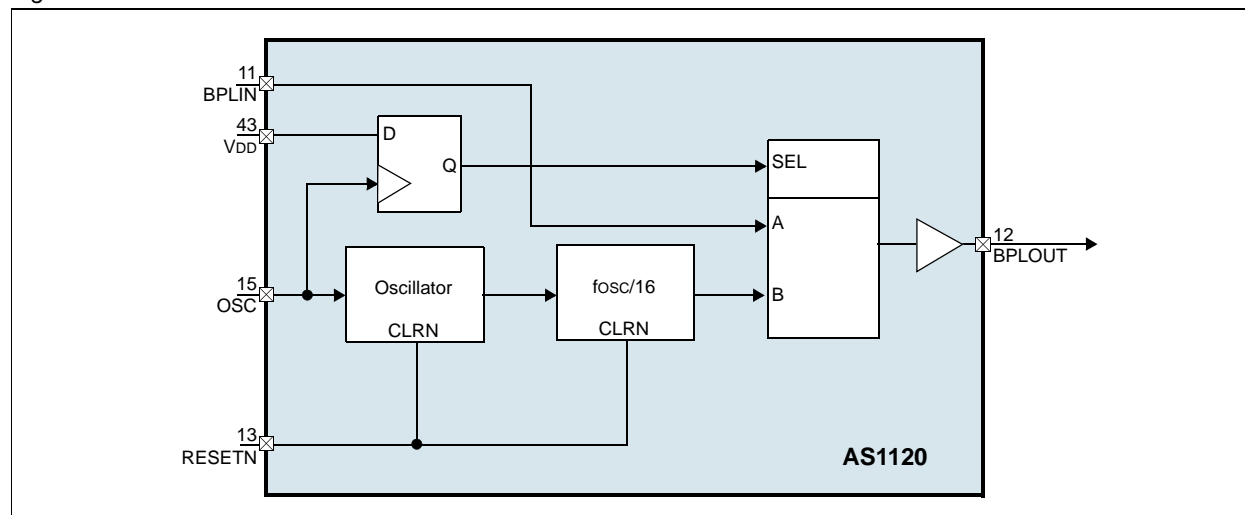 11
BPLIN
43
VDD
D
Q
SEL
A
15
OSC
Oscillator
CLRN
fOSC/16
CLRN
B
12
BPLOUT
13
RESETN
AS1120